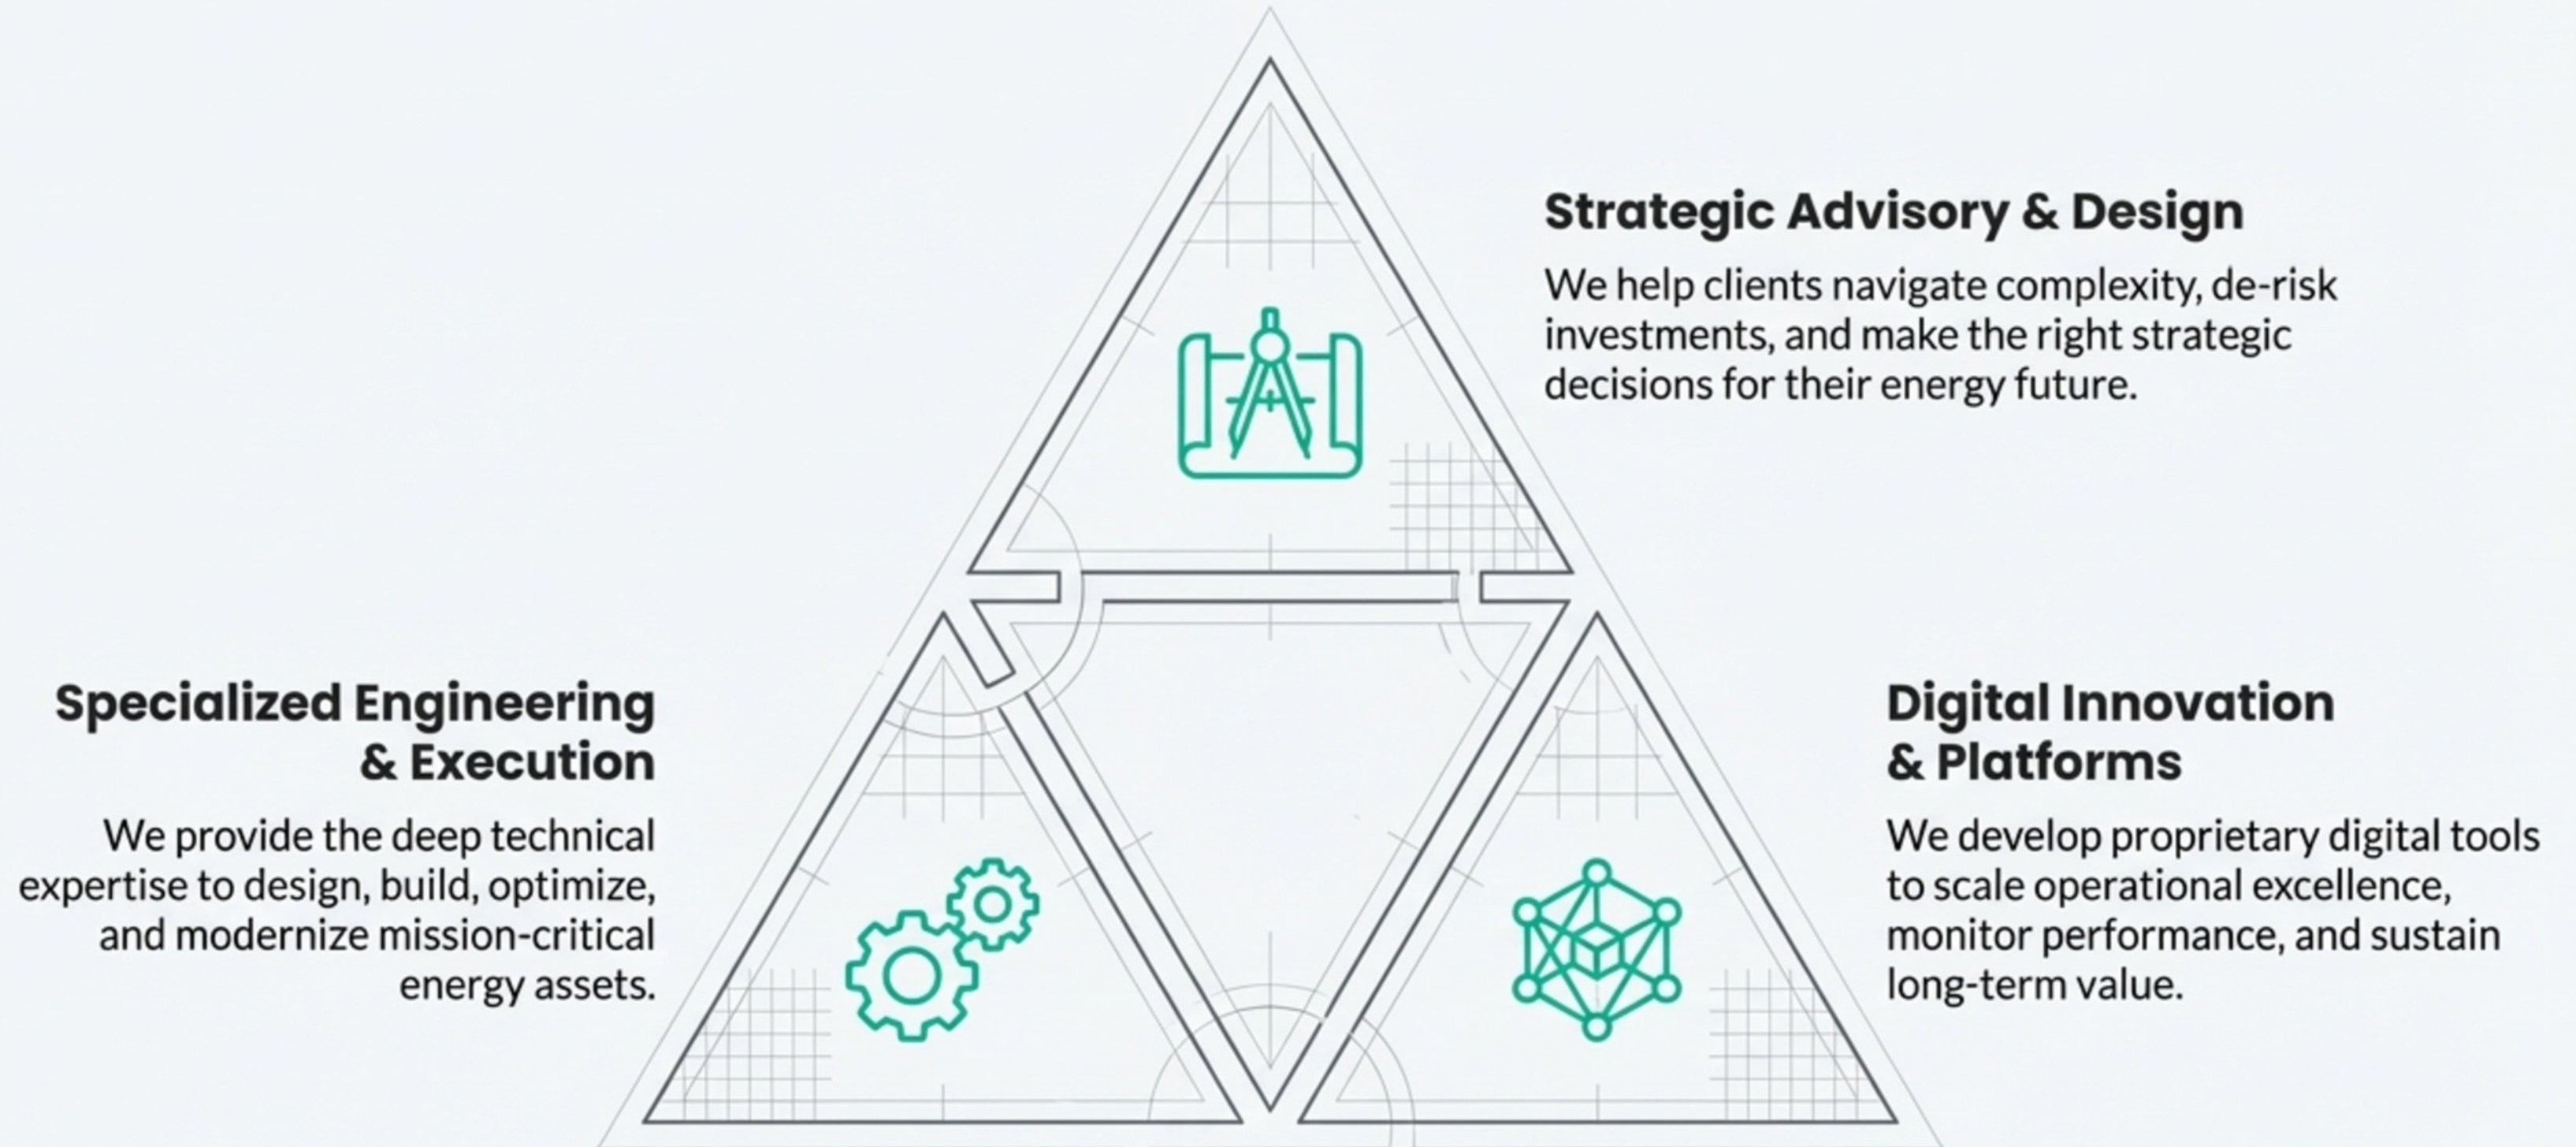 Strategic Advisory & Design
We help clients navigate complexity, de-risk
investments, and make the right strategic
decisions for their energy future.
Specialized Engineering
& Execution
We provide the deep technical
expertise to design, build, optimize,
and modernize mission-critical
energy assets.
Digital Innovation
& Platforms
We develop proprietary digital tools
to scale operational excellence,
monitor performance, and sustain
long-term value.